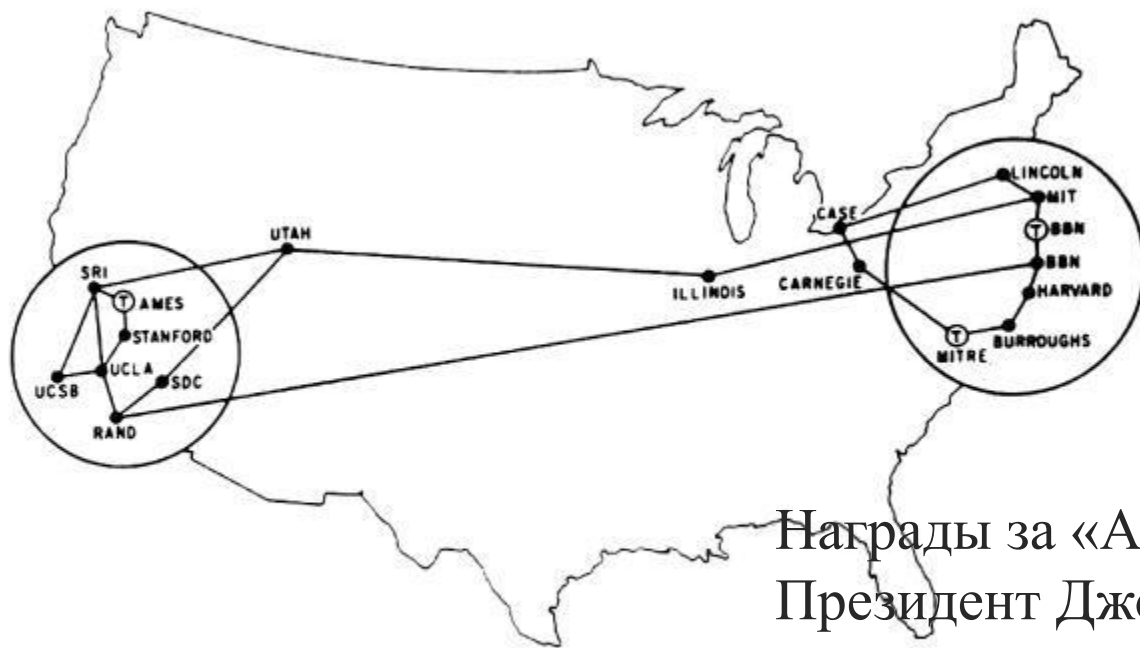 LINCOLN
MIT
CASE
BBN
UTAH
BBN
SRI
CARNEGIE
ILLINOIS
HARVARD
T AMES
STANFORD
BURROUGHS
T
MITRE
UCLA
SDC
UCSB
RAND
T
Награды за «А
Президент Дж